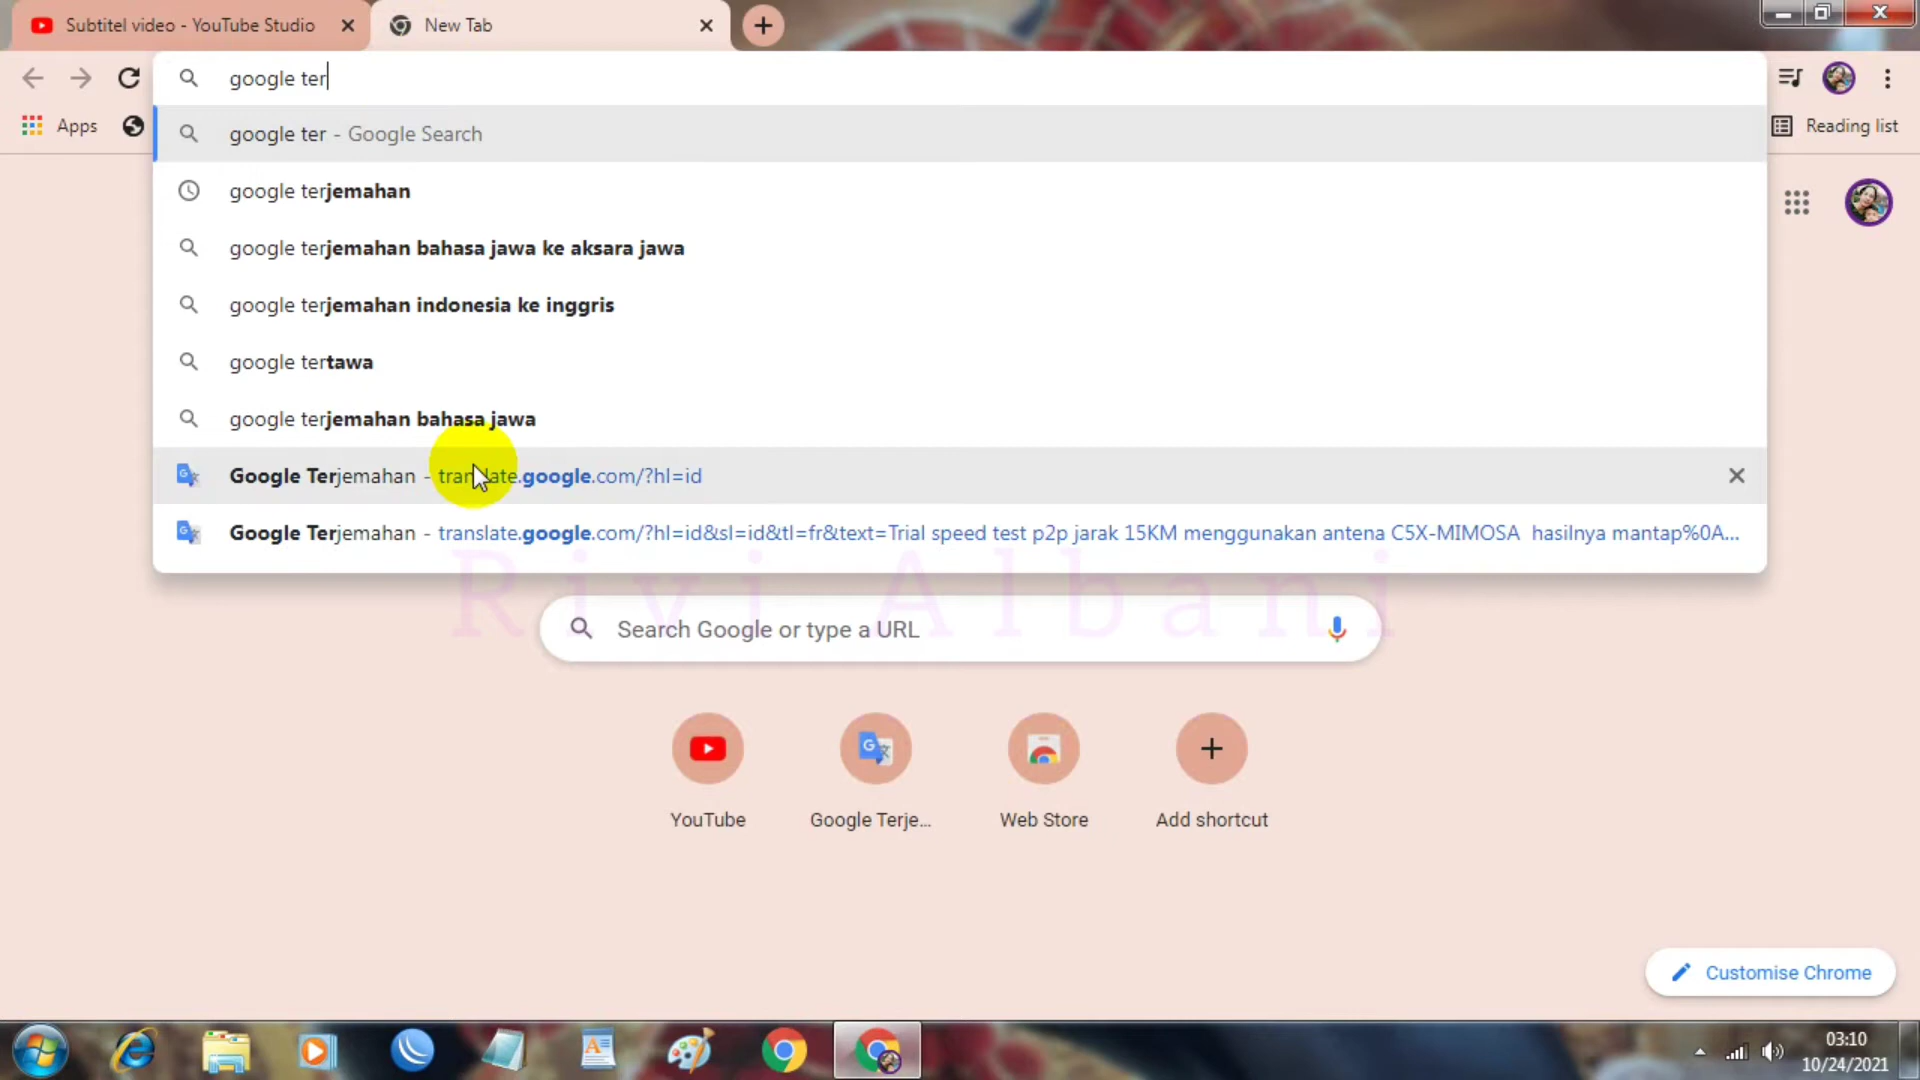 Subtitel video - YouTube Studio
New Tab
google ter
Apps
Reading list
google ter - Google Search
google terjemahan
google terjemahan bahasa jawa ke aksara jawa
google terjemahan indonesia ke inggris
google tertawa
google terjemahan bahasa jawa
Google Terjemahan - translate.google.com/?hl=id
Google Terjemahan - translate.google.com/?hl=id&sl=id&tl=fr&text=Trial speed test p2p jarak 15KM menggunakan antena C5X-MIMOSA hasilnya mantap%0A...
Rivi Albani
Search Google or type a URL
YouTube
Google Terje...
Web Store
Add shortcut
Customise Chrome
03:10
10/24/2021